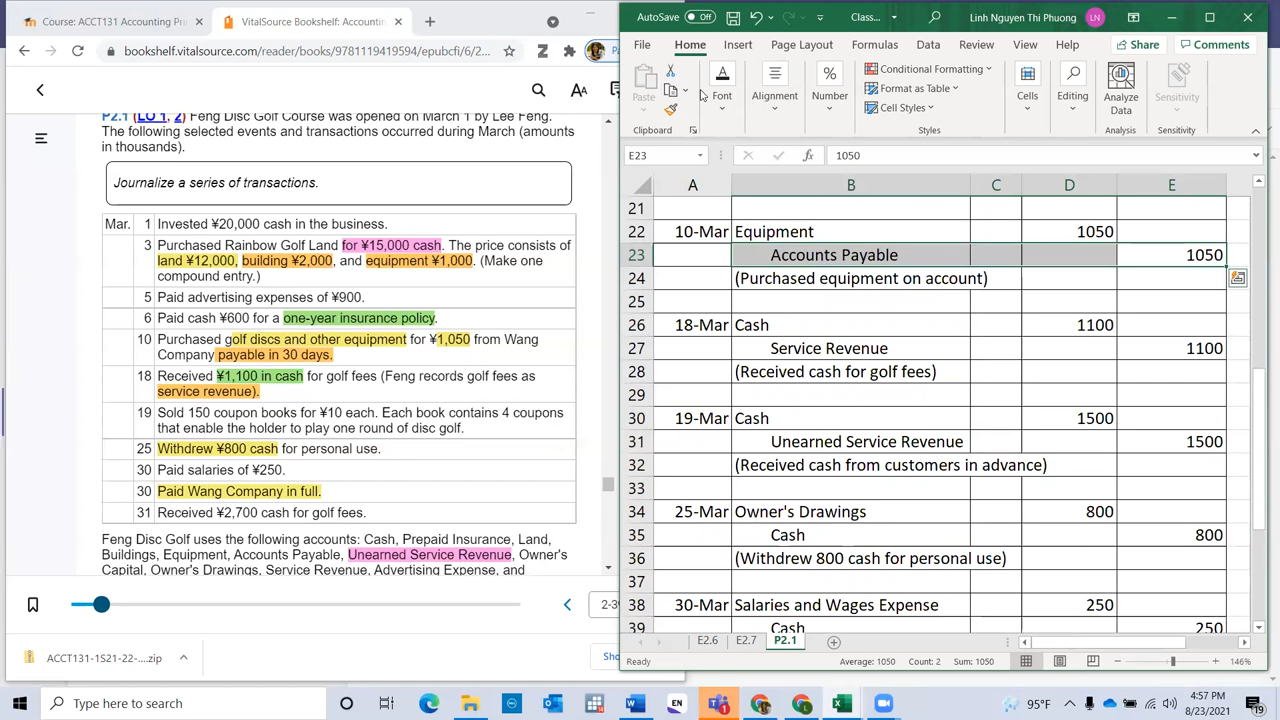 Course: ACCT131 Accounting Pri
VitalSource Bookshelf: Accountin
bookshelf.vitalsource.com/reader/books/9781119419594/epubcfi/6/2...
P2.1 (LO 1, 2) Feng Disc Golf Course was opened on March 1 by Lee Feng.
The following selected events and transactions occurred during March (amounts
in thousands).
Journalize a series of transactions.
Mar. 1 Invested ¥20,000 cash in the business.
3 Purchased Rainbow Golf Land for ¥15,000 cash. The price consists of
land ¥12,000, building ¥2,000, and equipment ¥1,000. (Make one
compound entry.)
5 Paid advertising expenses of ¥900.
6 Paid cash ¥600 for a one-year insurance policy.
10 Purchased golf discs and other equipment for ¥1,050 from Wang
Company payable in 30 days.
18 Received ¥1,100 in cash for golf fees (Feng records golf fees as
service revenue).
19 Sold 150 coupon books for ¥10 each. Each book contains 4 coupons
that enable the holder to play one round of disc golf.
25 Withdrew ¥800 cash for personal use.
30 Paid salaries of ¥250.
30 Paid Wang Company in full.
31 Received ¥2,700 cash for golf fees.
Feng Disc Golf uses the following accounts: Cash, Prepaid Insurance, Land,
Buildings, Equipment, Accounts Payable, Unearned Service Revenue, Owner's
Capital, Owner's Drawings, Service Revenue, Advertising Expense, and
2-39
ACCT131-1S21-22-....zip
Sho
AutoSave Off
Class...
Linh Nguyen Thi Phuong LN
File Home Insert Page Layout Formulas Data Review View Help Share Comments
Paste
Font
Alignment
Number
Conditional Formatting
Format as Table
Cell Styles
Cells
Editing
Analyze
Data
Sensitivity
Clipboard Styles Analysis Sensitivity
E23 fx 1050
A B C D E
21
22 10-Mar Equipment 1050
23 Accounts Payable 1050
24 (Purchased equipment on account)
25
26 18-Mar Cash 1100
27 Service Revenue 1100
28 (Received cash for golf fees)
29
30 19-Mar Cash 1500
31 Unearned Service Revenue 1500
32 (Received cash from customers in advance)
33
34 25-Mar Owner's Drawings 800
35 Cash 800
36 (Withdrew 800 cash for personal use)
37
38 30-Mar Salaries and Wages Expense 250
39 Cash 250
E2.6 E2.7 P2.1
Ready Average: 1050 Count: 2 Sum: 1050 146%
Type here to search
EN
95°F
4:57 PM
8/23/2021
19